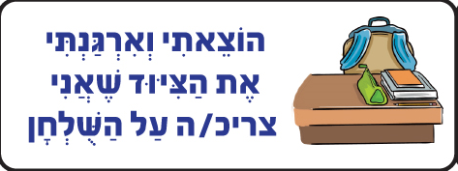 הוֹצֵאתִי וְאִרְגַּנְתִּי
אֶת הַצִּיּוּד שֶׁאֲנִי
צריכ/ה עַל הַשֻּׁלְחָן